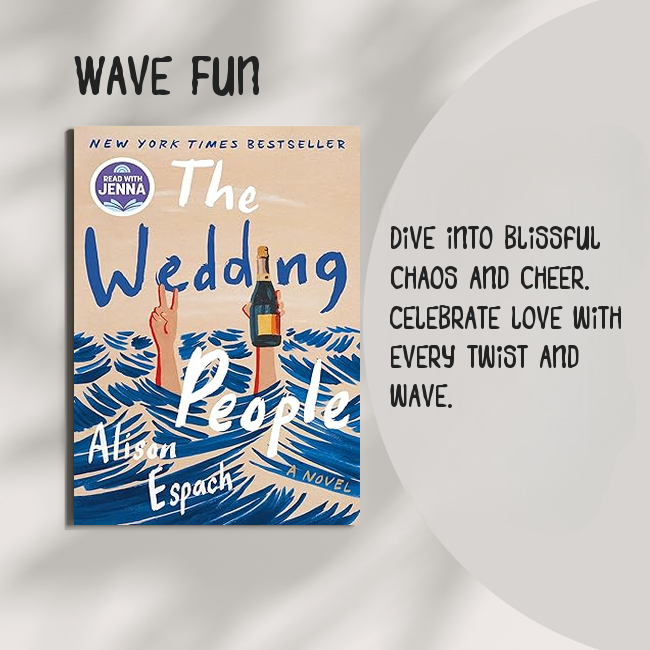 WAVE FUN
NEW YORK TIMES BESTSELLER
READ WITH
JENNA
The
Wedding
People
Alison
Espach
A NOVEL
DIVE INTO BLISSFUL
CHAOS AND CHEER.
CELEBRATE LOVE WITH
EVERY TWIST AND
WAVE.